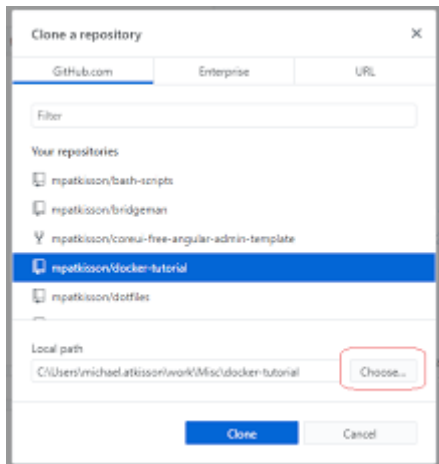 Clone a repository
GitHub.com Enterprise URL
Filter
Your repositories
mpatkisson/bash-scripts
mpatkisson/bridgeman
mpatkisson/coreui-free-angular-admin-template
mpatkisson/docker-tutorial
mpatkisson/dotfiles
Local path
C:\Users\michael.atkisson\work\Misc\docker-tutorial Choose...
Clone Cancel